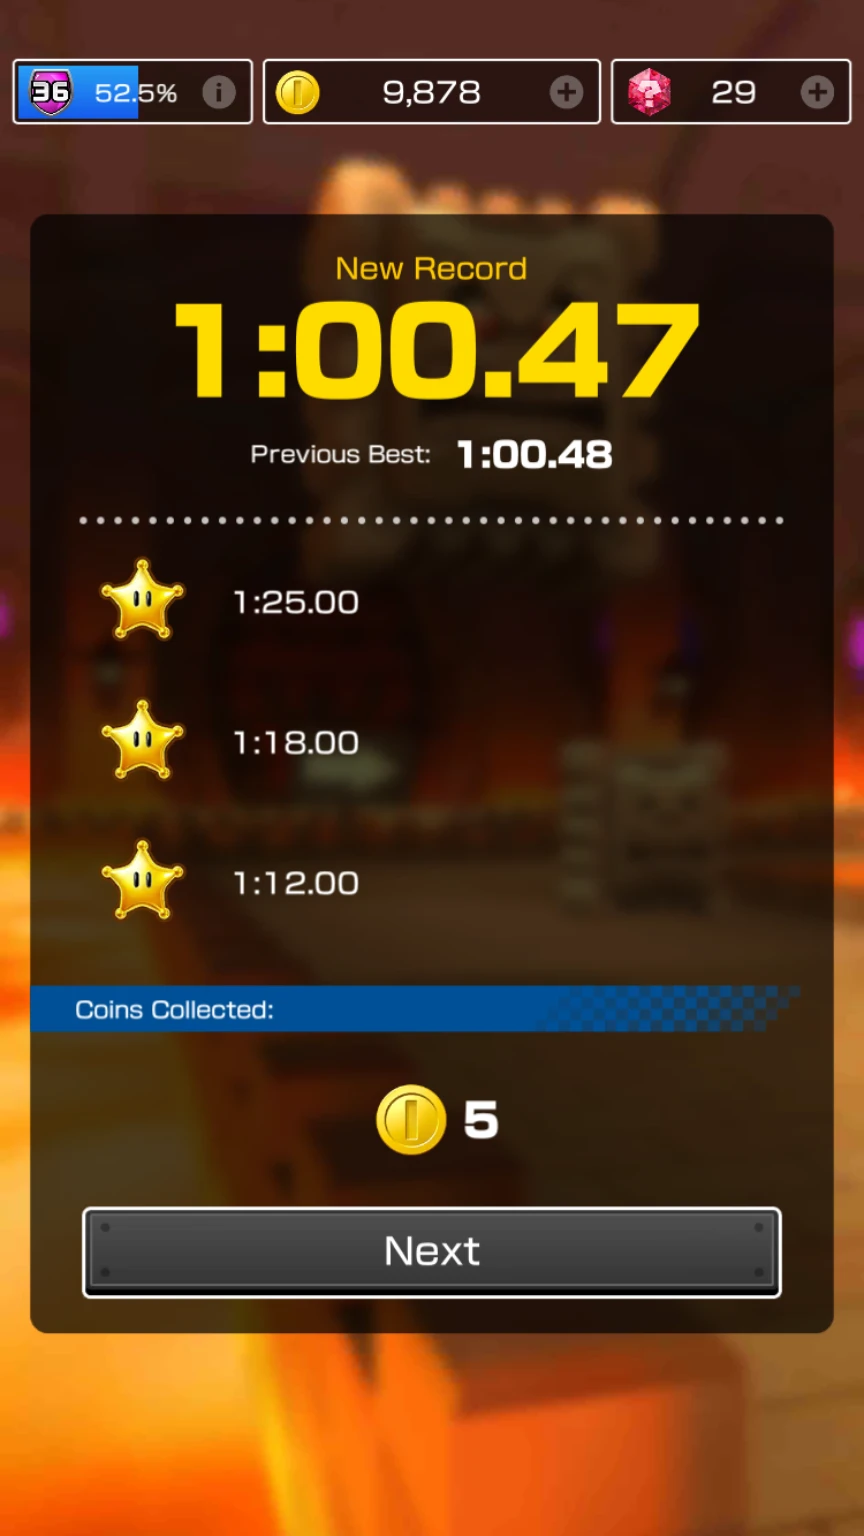 36 52.5% i 9,878 + ? 29 +
New Record
1:00.47
Previous Best: 1:00.48
1:25.00
1:18.00
1:12.00
Coins Collected:
5
Next